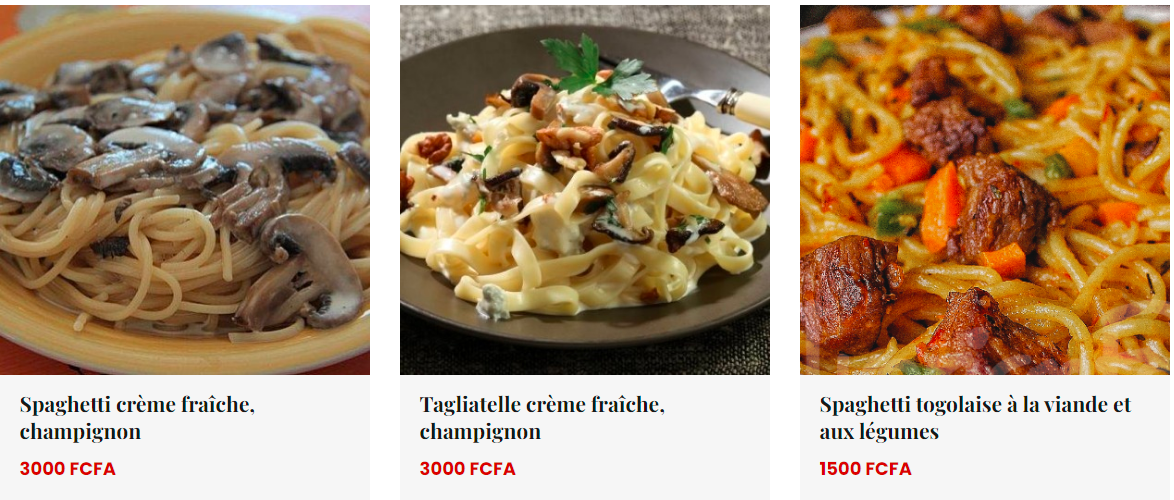 Spaghetti crème fraîche,
champignon
3000 FCFA
Tagliatelle crème fraîche,
champignon
3000 FCFA
Spaghetti togolaise à la viande et
aux légumes
1500 FCFA